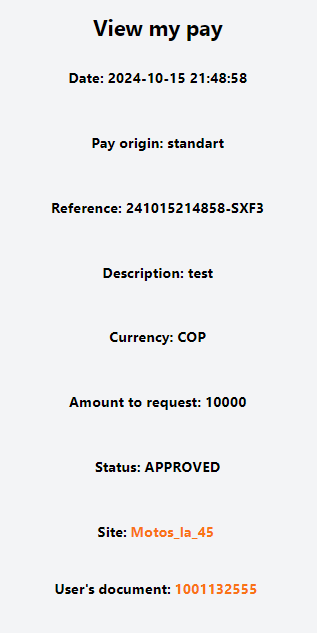 View my pay
Date: 2024-10-15 21:48:58
Pay origin: standart
Reference: 241015214858-SXF3
Description: test
Currency: COP
Amount to request: 10000
Status: APPROVED
Site: Motos_la_45
User's document: 1001132555